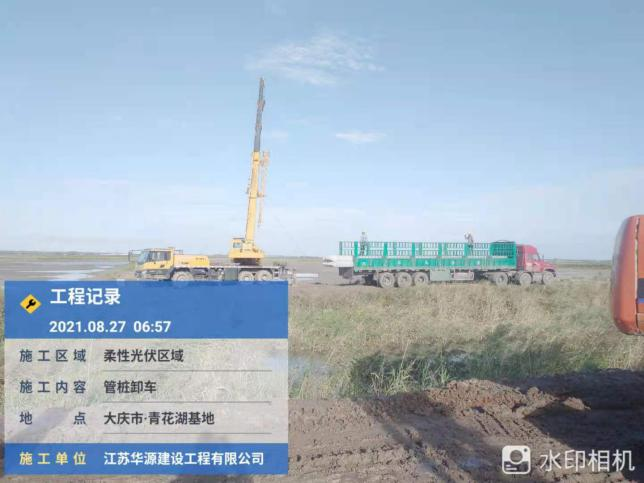 工程记录
2021.08.27 06:57
施工区域 柔性光伏区域
施工内容 管桩卸车
地点 大庆市·青花湖基地
施工单位 江苏华源建设工程有限公司
水印相机